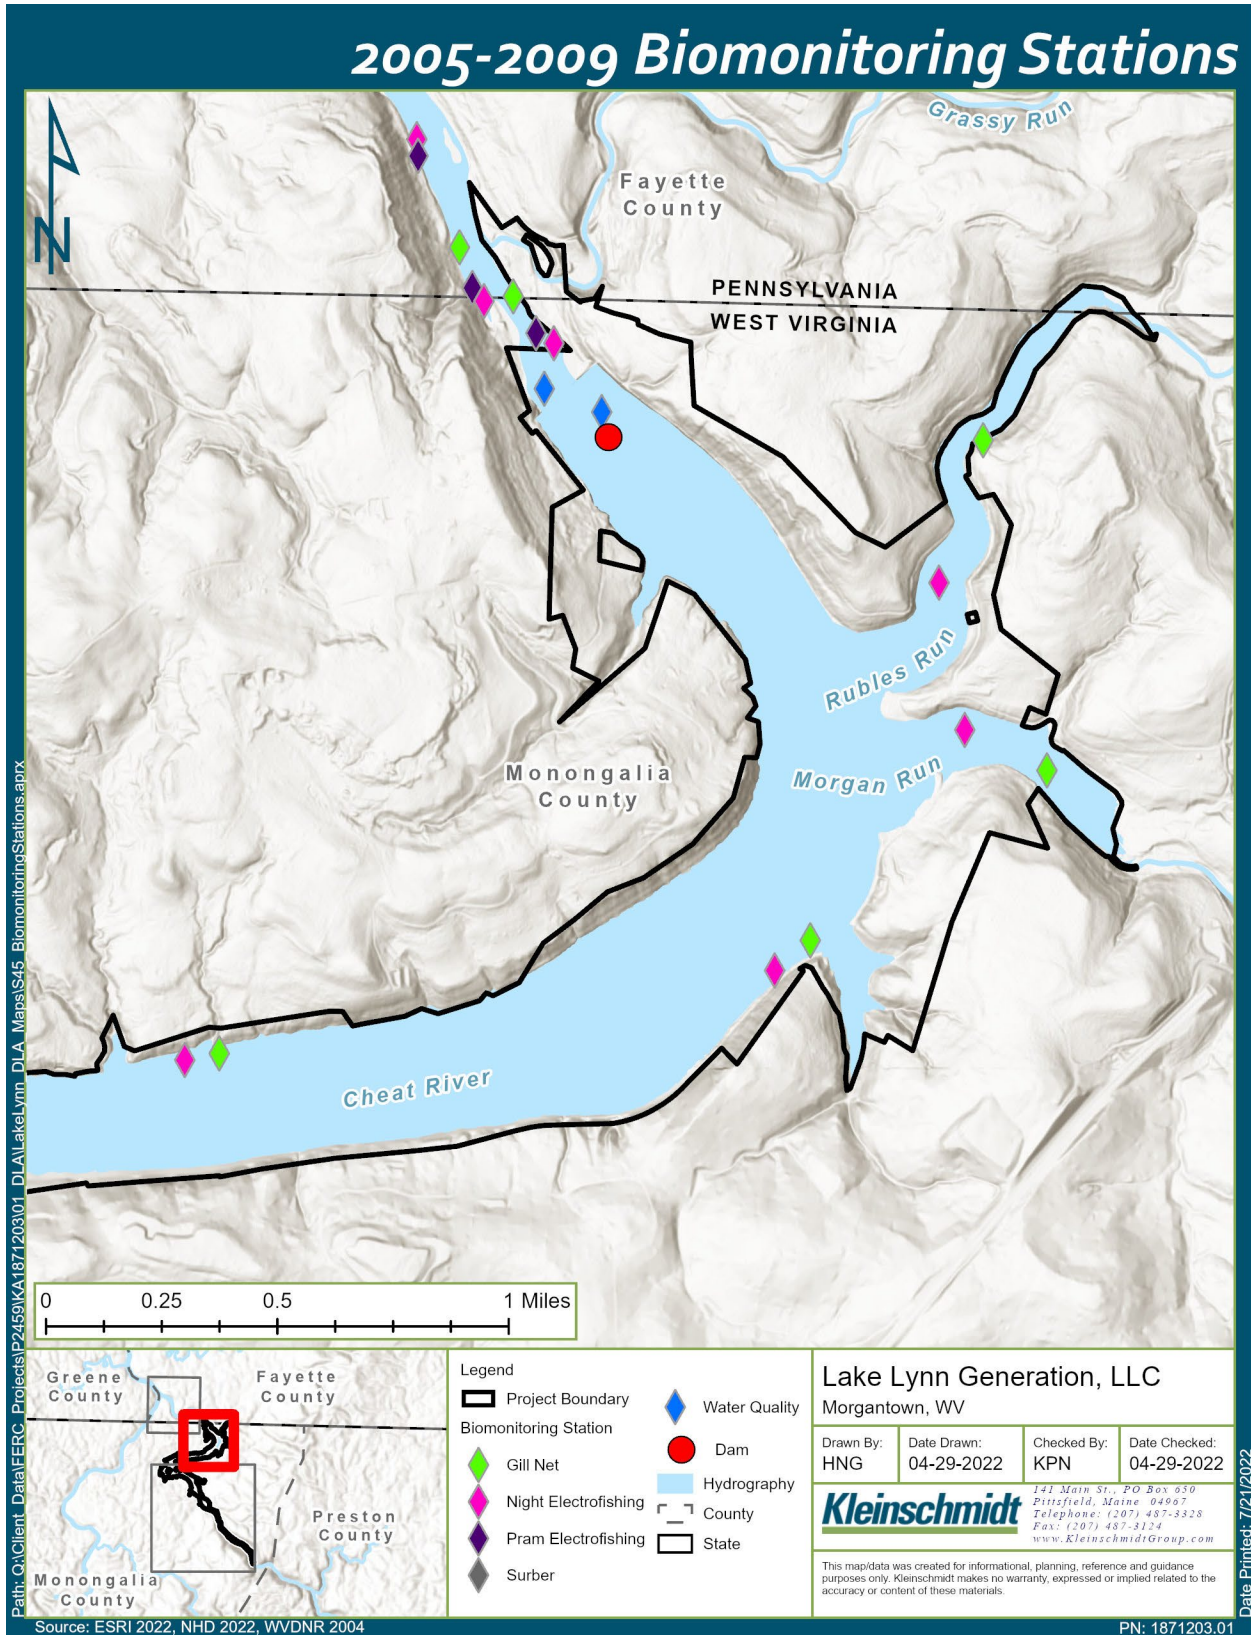 2005-2009 Biomonitoring Stations
Grassy Run
Fayette
County
N
PENNSYLVANIA
WEST VIRGINIA
Rubles Run
Morgan Run
Monongalia
County
Cheat River
0 0.25 0.5 1 Miles
Greene
County
Fayette
County
Preston
County
Monongalia
County
Legend
Project Boundary
Biomonitoring Station
Gill Net
Night Electrofishing
Pram Electrofishing
Surber
Water Quality
Dam
Hydrography
County
State
Lake Lynn Generation, LLC
Morgantown, WV
Drawn By:
HNG
Date Drawn:
04-29-2022
Checked By:
KPN
Date Checked:
04-29-2022
Kleinschmidt
141 Main St., PO Box 650
Pittsfield, Maine 04967
Telephone: (207) 487-3328
Fax: (207) 487-3124
www.KleinschmidtGroup.com
This map/data was created for informational, planning, reference and guidance
purposes only. Kleinschmidt makes no warranty, expressed or implied related to the
accuracy or content of these materials.
Path: Q:\Client_Data\FERC_Projects\P2459\KA1871203\01_DLA\LakeLynn_DLA_Maps\S45_BiomonitoringStations.aprx
Date Printed: 7/21/2022
Source: ESRI 2022, NHD 2022, WVDNR 2004
PN: 1871203.01